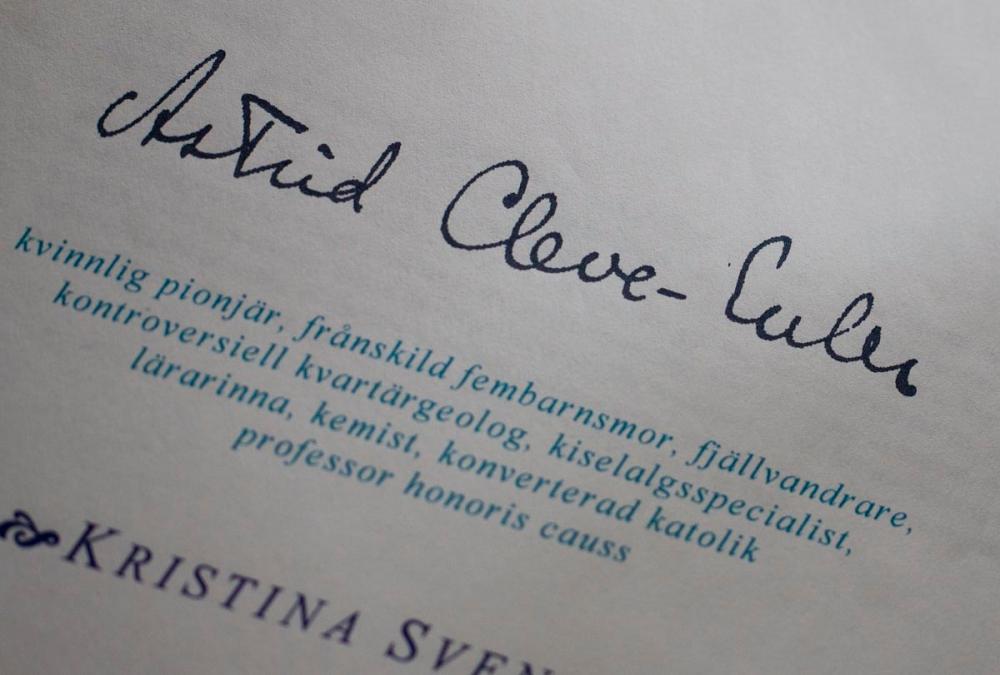 Astrid Cleve-Euler
kvinnlig pionjär, frånskild fembarnsmor, fjällvandrare,
kontroversiell kvartärgeolog, kiselalgsspecialist,
lärarinna, kemist, konverterad katolik
professor honoris causs
KRISTINA SVEN